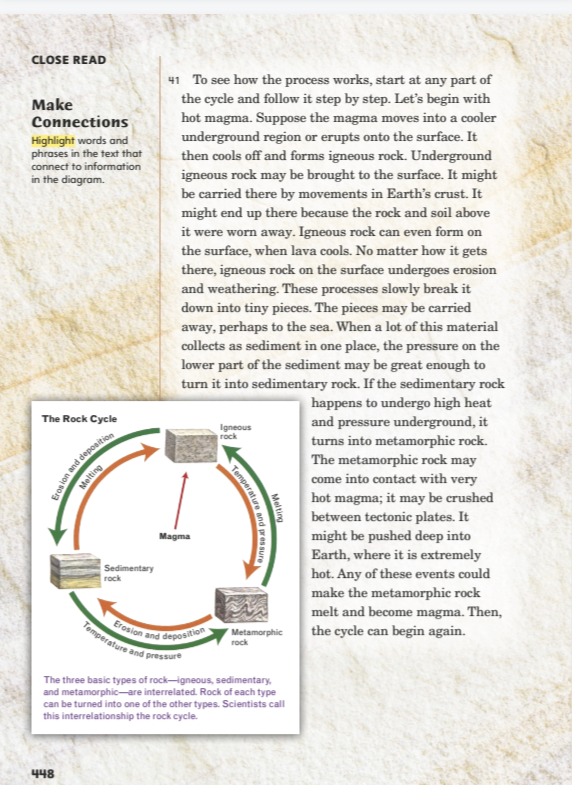 CLOSE READ
Make
Connections
Highlight words and
phrases in the text that
connect to information
in the diagram.
41 To see how the process works, start at any part of
the cycle and follow it step by step. Let's begin with
hot magma. Suppose the magma moves into a cooler
underground region or erupts onto the surface. It
then cools off and forms igneous rock. Underground
igneous rock may be brought to the surface. It might
be carried there by movements in Earth's crust. It
might end up there because the rock and soil above
it were worn away. Igneous rock can even form on
the surface, when lava cools. No matter how it gets
there, igneous rock on the surface undergoes erosion
and weathering. These processes slowly break it
down into tiny pieces. The pieces may be carried
away, perhaps to the sea. When a lot of this material
collects as sediment in one place, the pressure on the
lower part of the sediment may be great enough to
turn it into sedimentary rock. If the sedimentary rock
happens to undergo high heat
and pressure underground, it
turns into metamorphic rock.
The metamorphic rock may
come into contact with very
hot magma; it may be crushed
between tectonic plates. It
might be pushed deep into
Earth, where it is extremely
hot. Any of these events could
make the metamorphic rock
melt and become magma. Then,
the cycle can begin again.
The Rock Cycle
Igneous
rock
Erosion and deposition
Melting
Temperature and pressure
Melting
Magma
Sedimentary
rock
Metamorphic
rock
Erosion and deposition
Temperature and pressure
The three basic types of rock—igneous, sedimentary,
and metamorphic—are interrelated. Rock of each type
can be turned into one of the other types. Scientists call
this interrelationship the rock cycle.
448